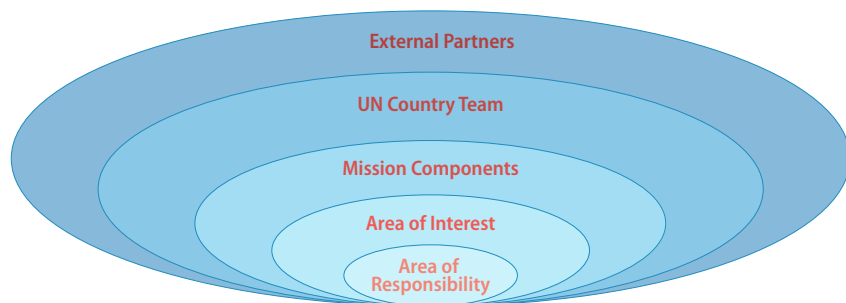 External Partners
UN Country Team
Mission Components
Area of Interest
Area of
Responsibility